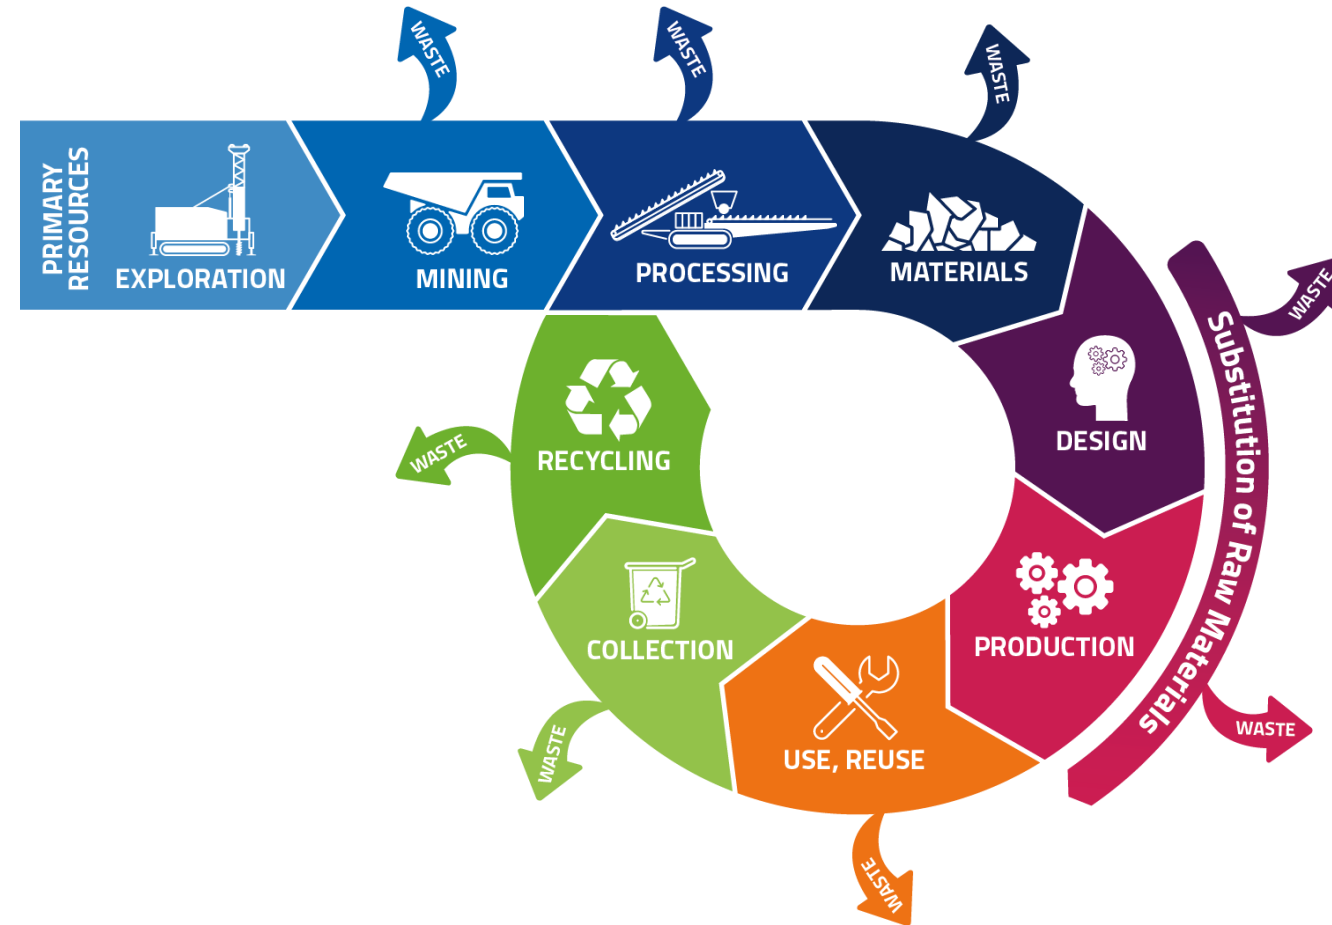 WASTE
WASTE
WASTE
PRIMARY
RESOURCES
EXPLORATION
MINING
PROCESSING
MATERIALS
WASTE
Substitution of Raw Materials
DESIGN
WASTE
RECYCLING
PRODUCTION
COLLECTION
WASTE
WASTE
USE, REUSE
WASTE